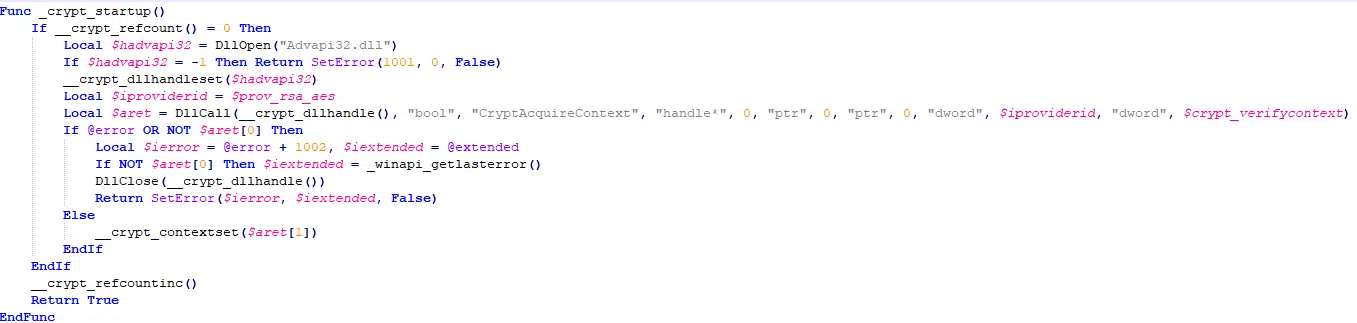 Func _crypt_startup()
If __crypt_refcount() = 0 Then
Local $hadvapi32 = DllOpen("Advapi32.dll")
If $hadvapi32 = -1 Then Return SetError(1001, 0, False)
__crypt_dllhandleset($hadvapi32)
Local $iproviderid = $prov_rsa_aes
Local $aret = DllCall(__crypt_dllhandle(), "bool", "CryptAcquireContext", "handle*", 0, "ptr", 0, "ptr", 0, "dword", $iproviderid, "dword", $crypt_verifycontext)
If @error OR NOT $aret[0] Then
Local $ierror = @error + 1002, $iextended = @extended
If NOT $aret[0] Then $iextended = _winapi_getlasterror()
DllClose(__crypt_dllhandle())
Return SetError($ierror, $iextended, False)
Else
__crypt_contextset($aret[1])
EndIf
EndIf
__crypt_refcountinc()
Return True
EndFunc